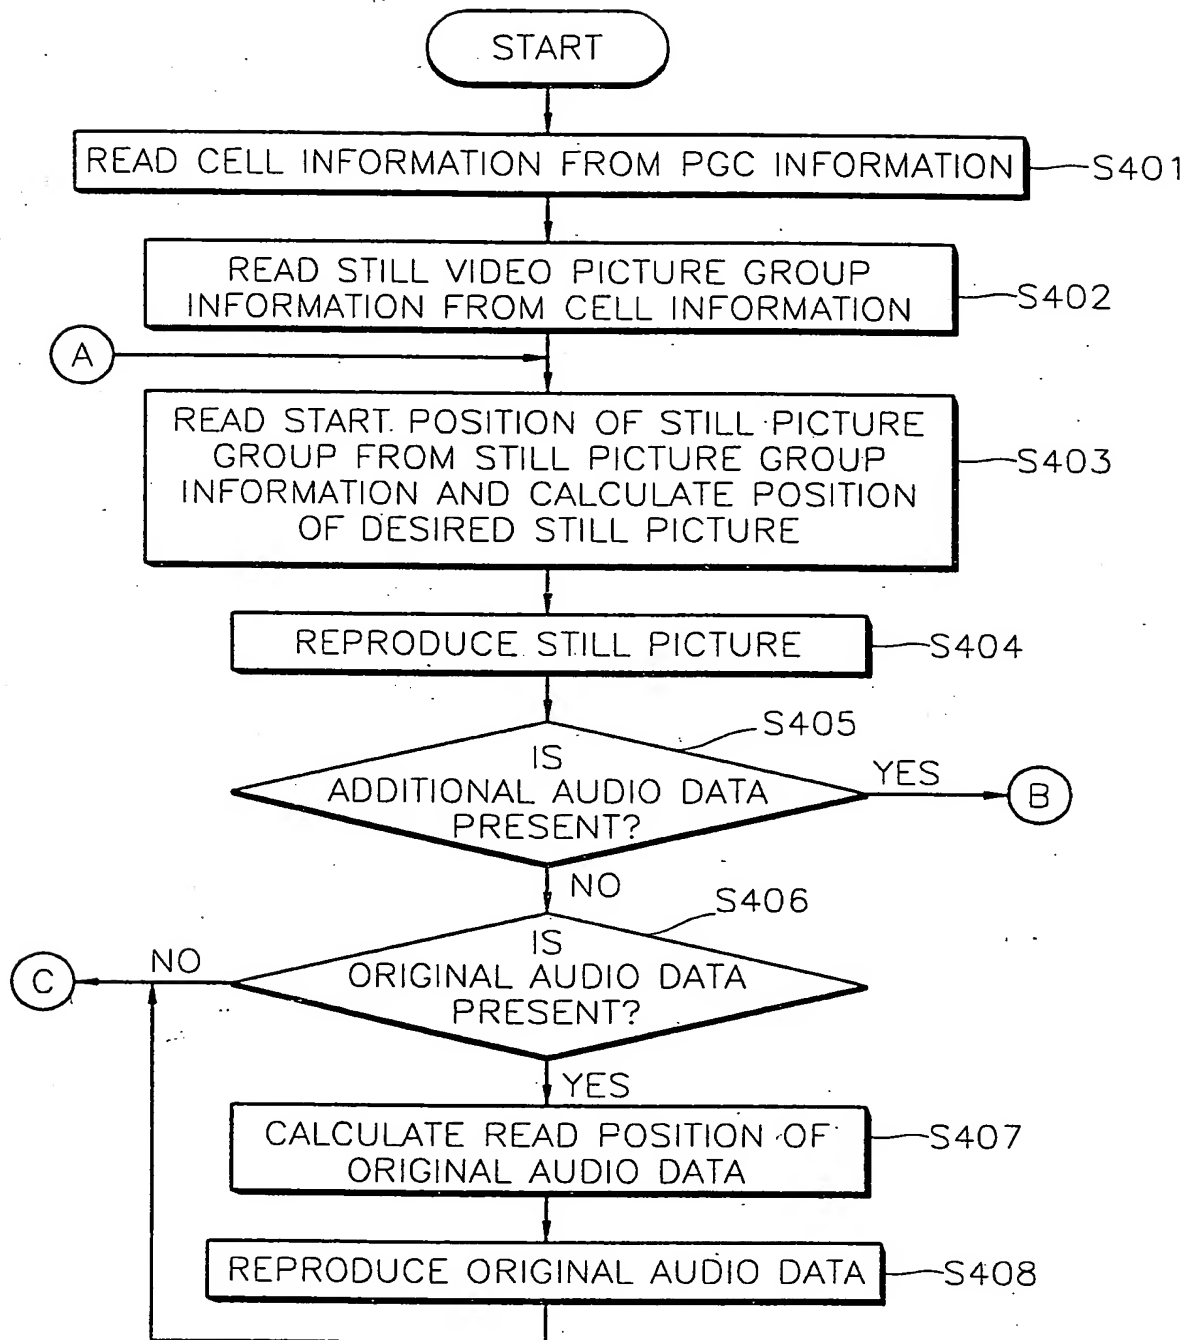 START
READ CELL INFORMATION FROM PGC INFORMATION
S401
READ STILL VIDEO PICTURE GROUP
INFORMATION FROM CELL INFORMATION
S402
A
READ START POSITION OF STILL PICTURE
GROUP FROM STILL PICTURE GROUP
INFORMATION AND CALCULATE POSITION
OF DESIRED STILL PICTURE
S403
REPRODUCE STILL PICTURE
S404
S405
IS
ADDITIONAL AUDIO DATA
PRESENT?
YES
B
NO
S406
IS
ORIGINAL AUDIO DATA
PRESENT?
NO
C
YES
CALCULATE READ POSITION OF
ORIGINAL AUDIO DATA
S407
REPRODUCE ORIGINAL AUDIO DATA
S408